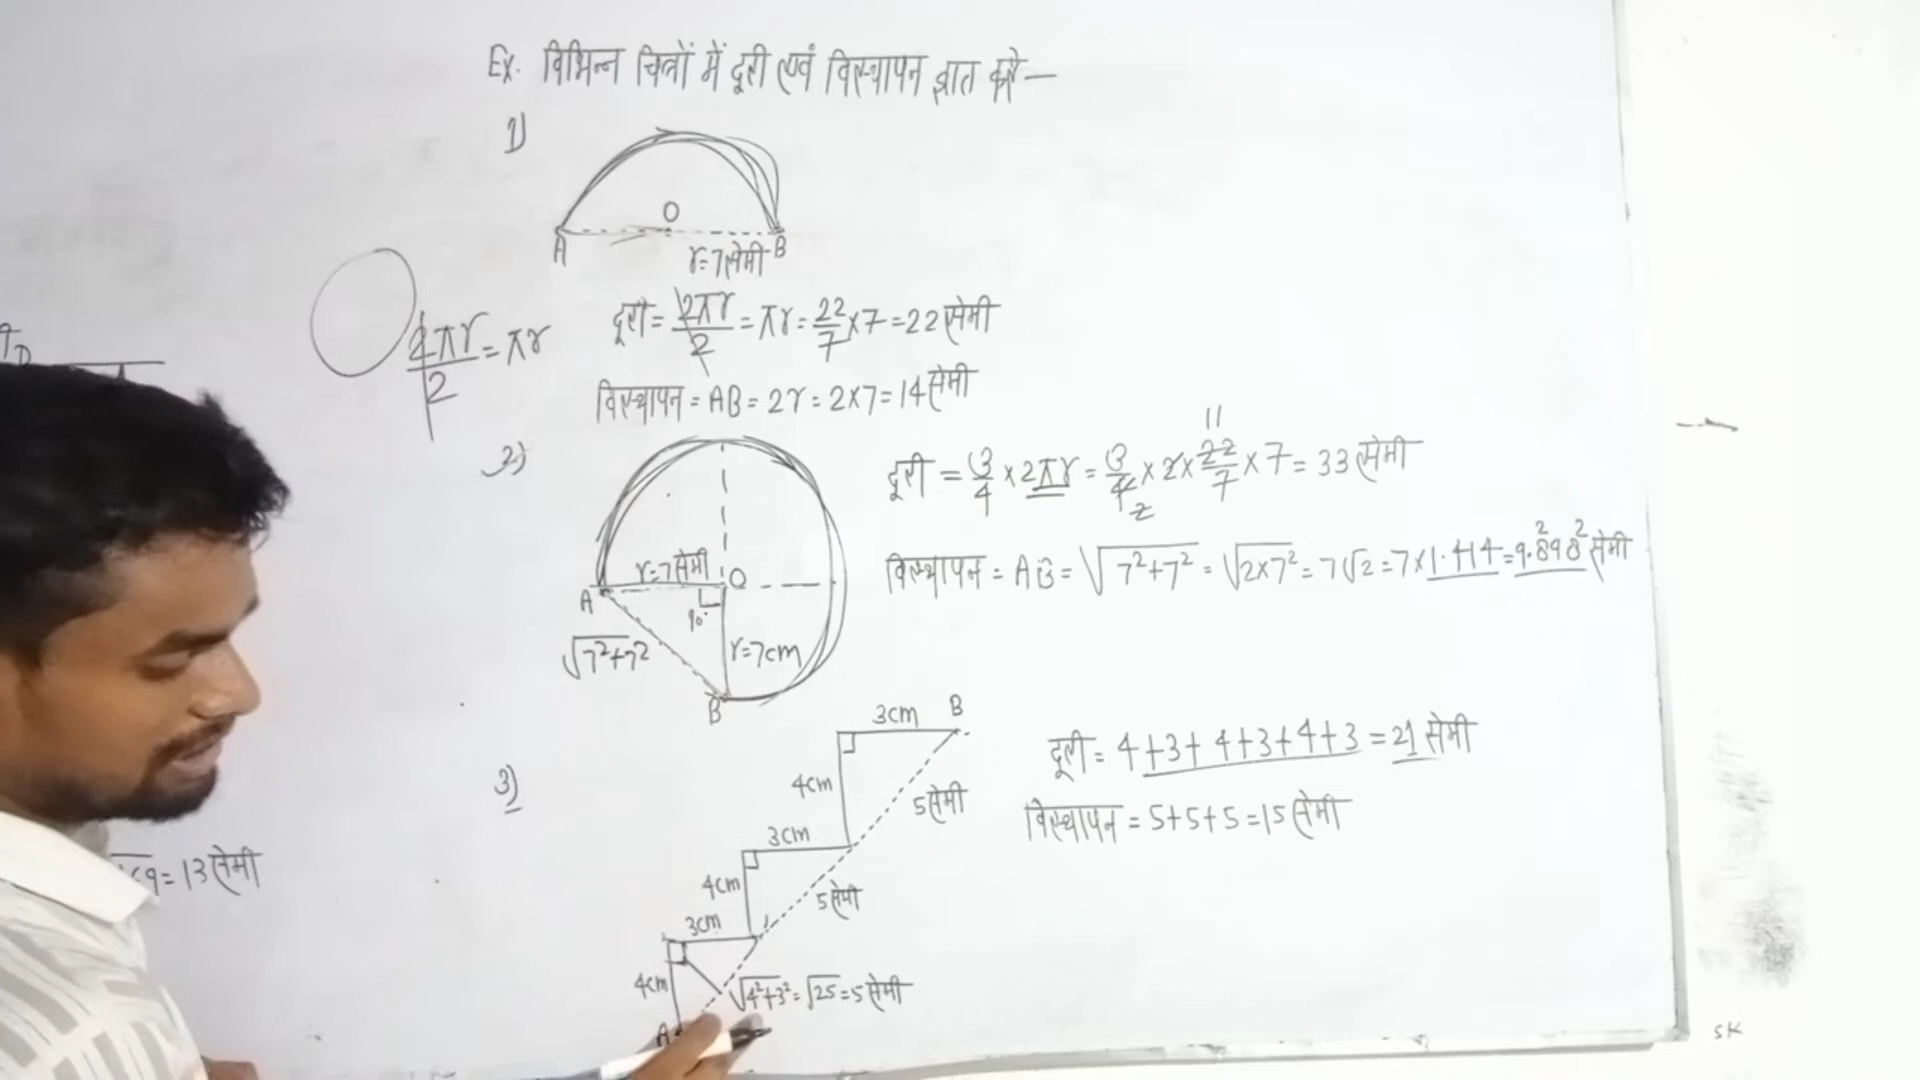 Ex. विभिन्न चित्रों में दूरी एवं विस्थापन ज्ञात करो—
1)
O
A
B
r=7सेमी
2πr/2 = πr
दूरी = 2πr/2 = πr = 22/7 × 7 = 22 सेमी
विस्थापन = AB = 2r = 2×7 = 14 सेमी
2)
r=7सेमी
O
A
90°
√7²+7²
r=7cm
B
11
दूरी = 3/4 × 2πr = 3/4 × 2 × 22/7 × 7 = 33 सेमी
2
विस्थापन = AB = √7²+7² = √2×7² = 7√2 = 7×1.414 = 9.898 सेमी
3)
3cm B
4cm
5सेमी
3cm
4cm
5सेमी
3cm
4cm
√4²+3² = √25 = 5 सेमी
A
दूरी = 4+3+4+3+4+3 = 21 सेमी
विस्थापन = 5+5+5 = 15 सेमी
= 13 सेमी
SK